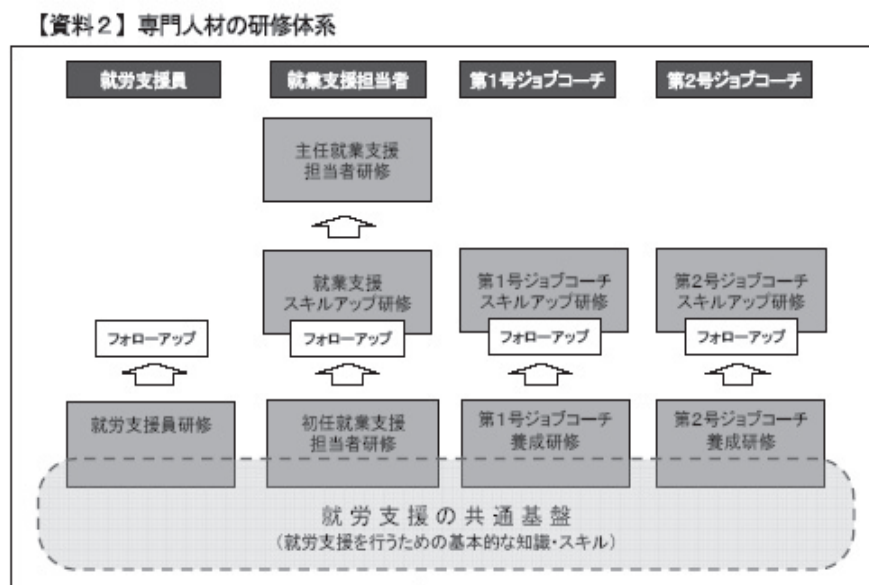 【資料2】専門人材の研修体系
就労支援員
就業支援担当者
第1号ジョブコーチ
第2号ジョブコーチ
主任就業支援
担当者研修
就業支援
スキルアップ研修
第1号ジョブコーチ
スキルアップ研修
第2号ジョブコーチ
スキルアップ研修
フォローアップ
フォローアップ
フォローアップ
フォローアップ
就労支援員研修
初任就業支援
担当者研修
第1号ジョブコーチ
養成研修
第2号ジョブコーチ
養成研修
就労支援の共通基盤
(就労支援を行うための基本的な知識・スキル)